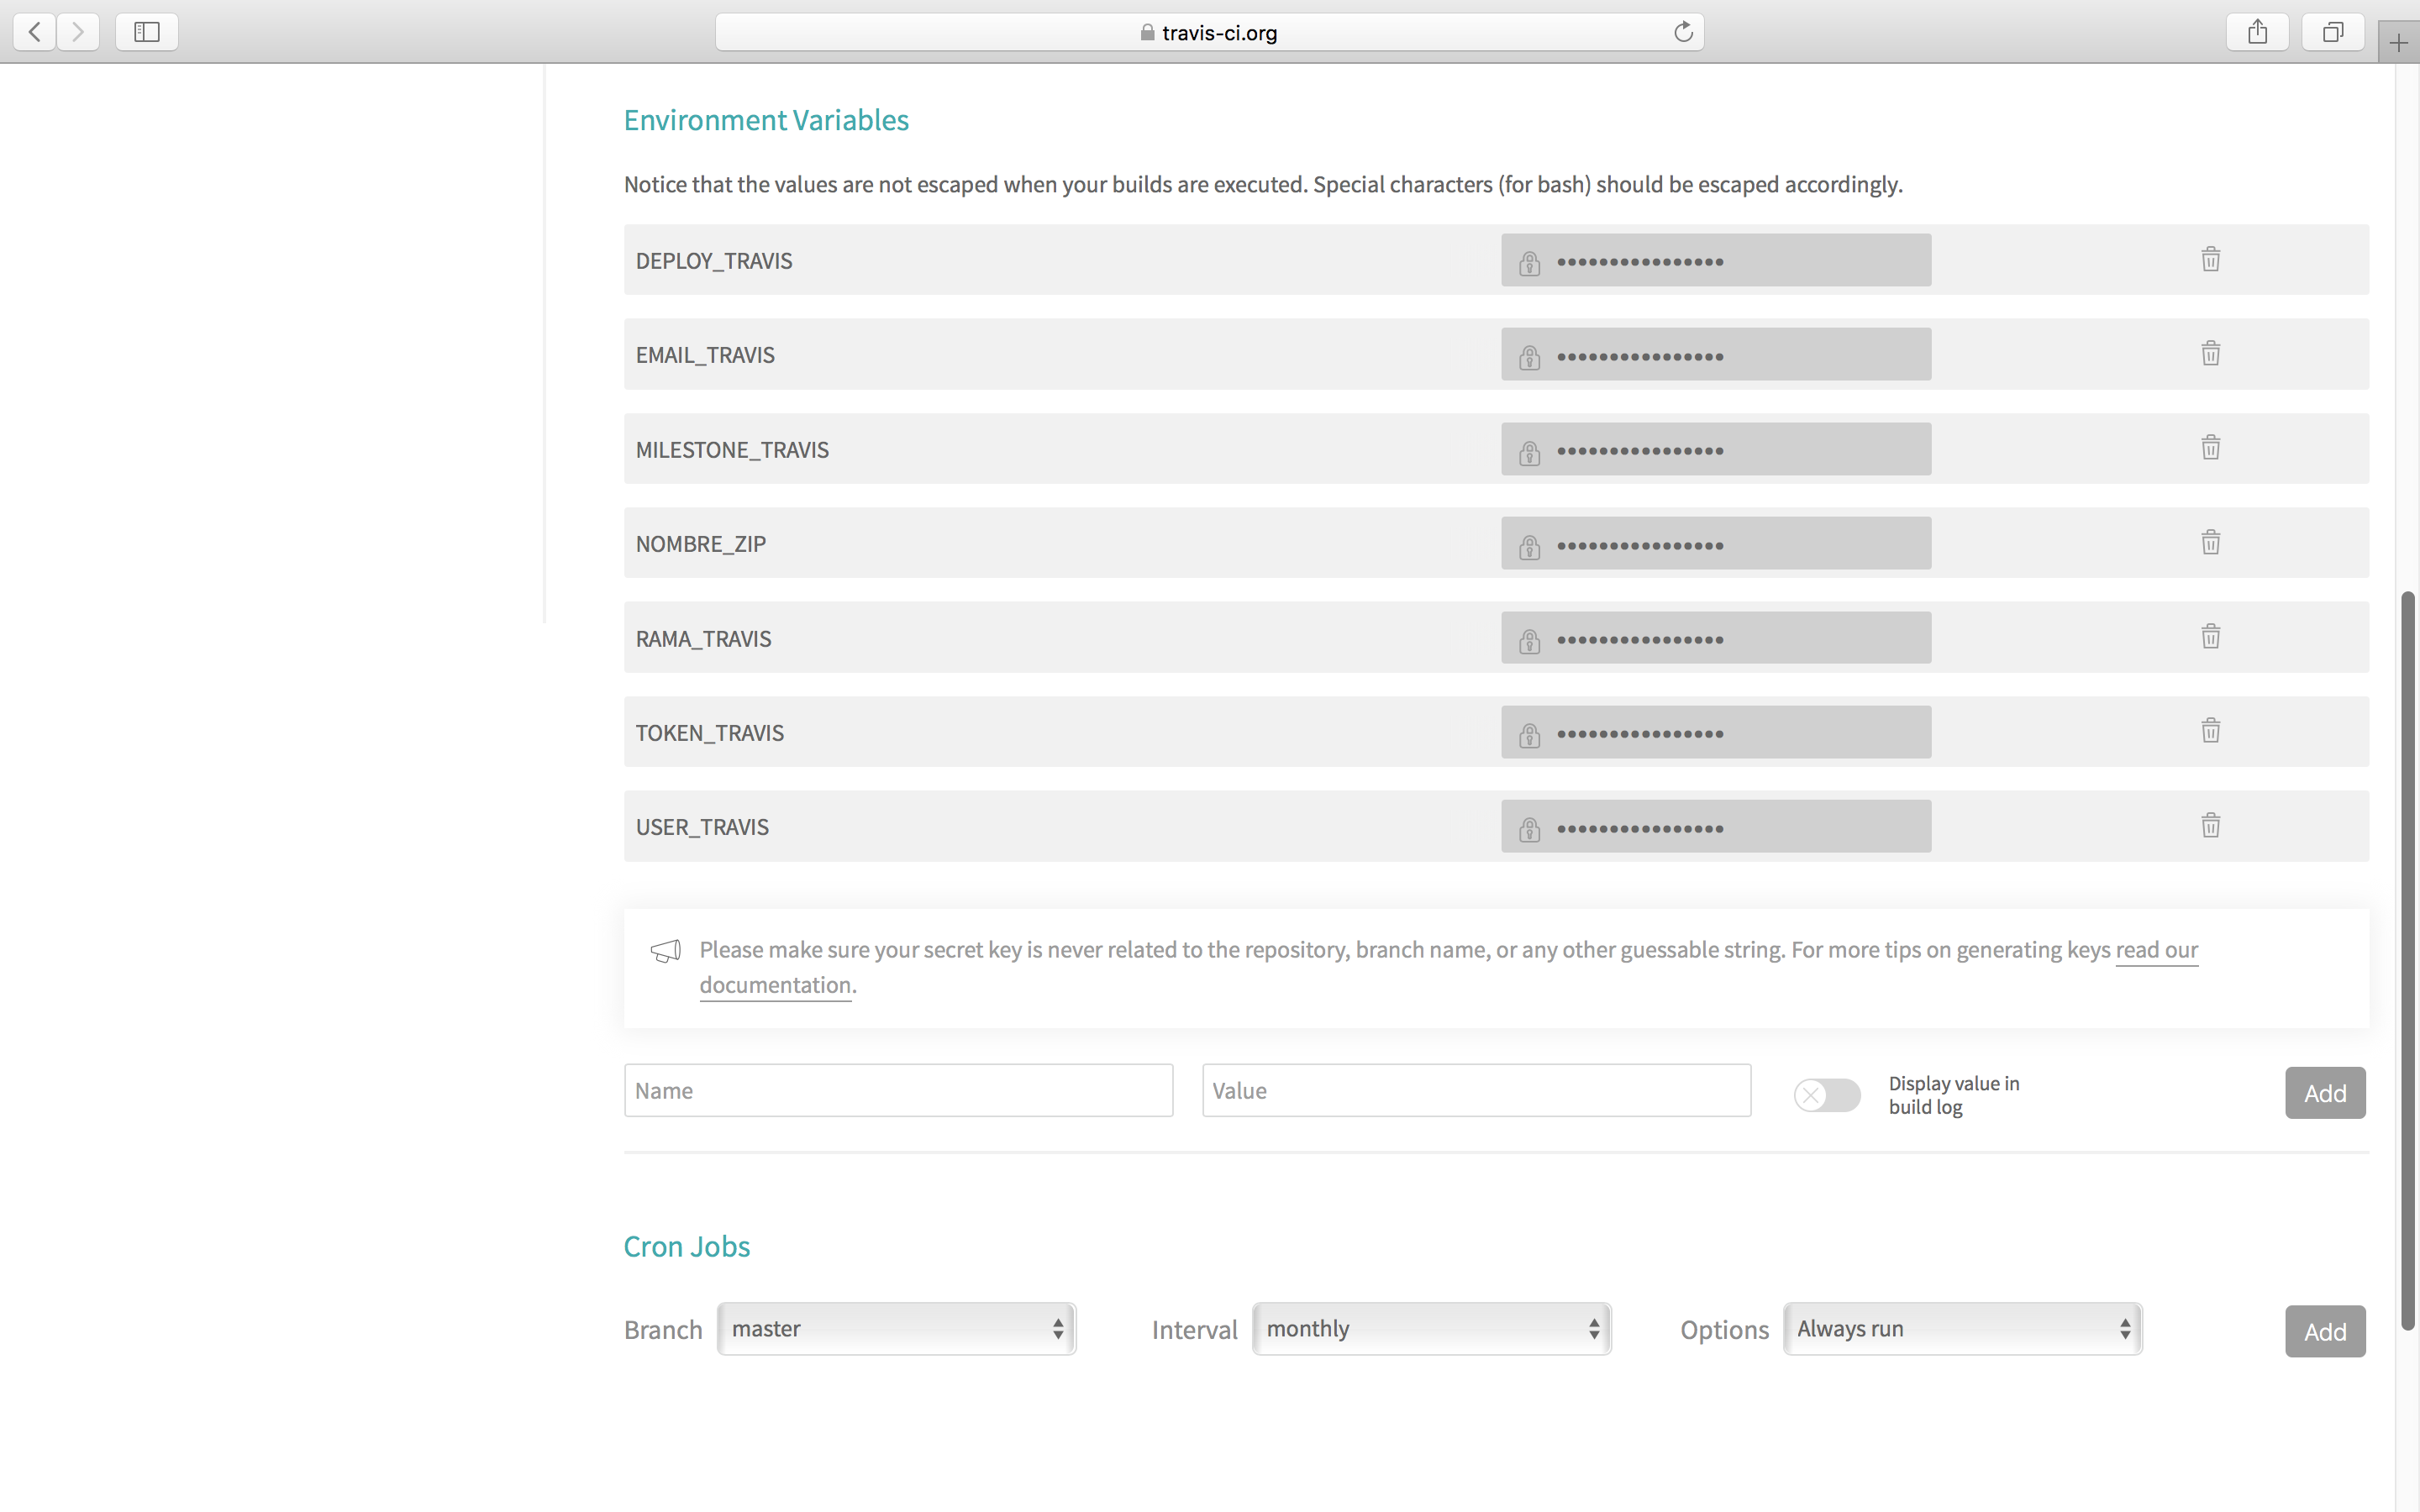 travis-ci.org
Environment Variables
Notice that the values are not escaped when your builds are executed. Special characters (for bash) should be escaped accordingly.
DEPLOY_TRAVIS ••••••••••••••••
EMAIL_TRAVIS ••••••••••••••••
MILESTONE_TRAVIS ••••••••••••••••
NOMBRE_ZIP ••••••••••••••••
RAMA_TRAVIS ••••••••••••••••
TOKEN_TRAVIS ••••••••••••••••
USER_TRAVIS ••••••••••••••••
Please make sure your secret key is never related to the repository, branch name, or any other guessable string. For more tips on generating keys read our
documentation.
Name Value Display value in
build log
Add
Cron Jobs
Branch master Interval monthly Options Always run Add